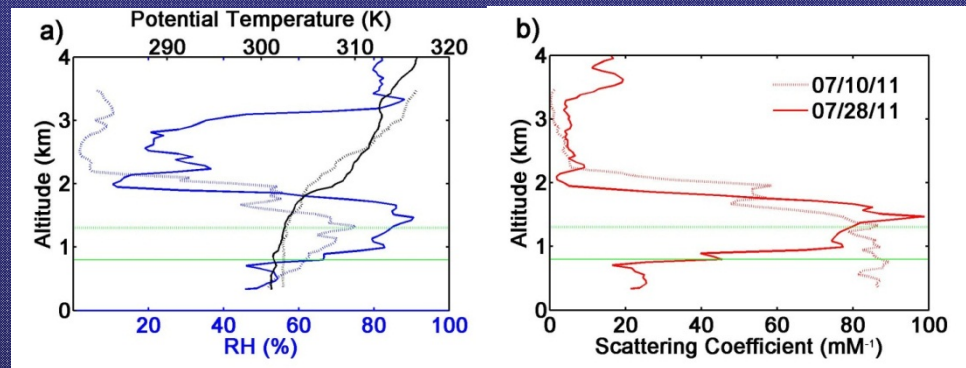 a)
Potential Temperature (K)
290 300 310 320
4
3
2
1
0
Altitude (km)
20 40 60 80 100
RH (%)
b)
07/10/11
07/28/11
4
3
2
1
0
Altitude (km)
0 20 40 60 80 100
Scattering Coefficient (mM-1)